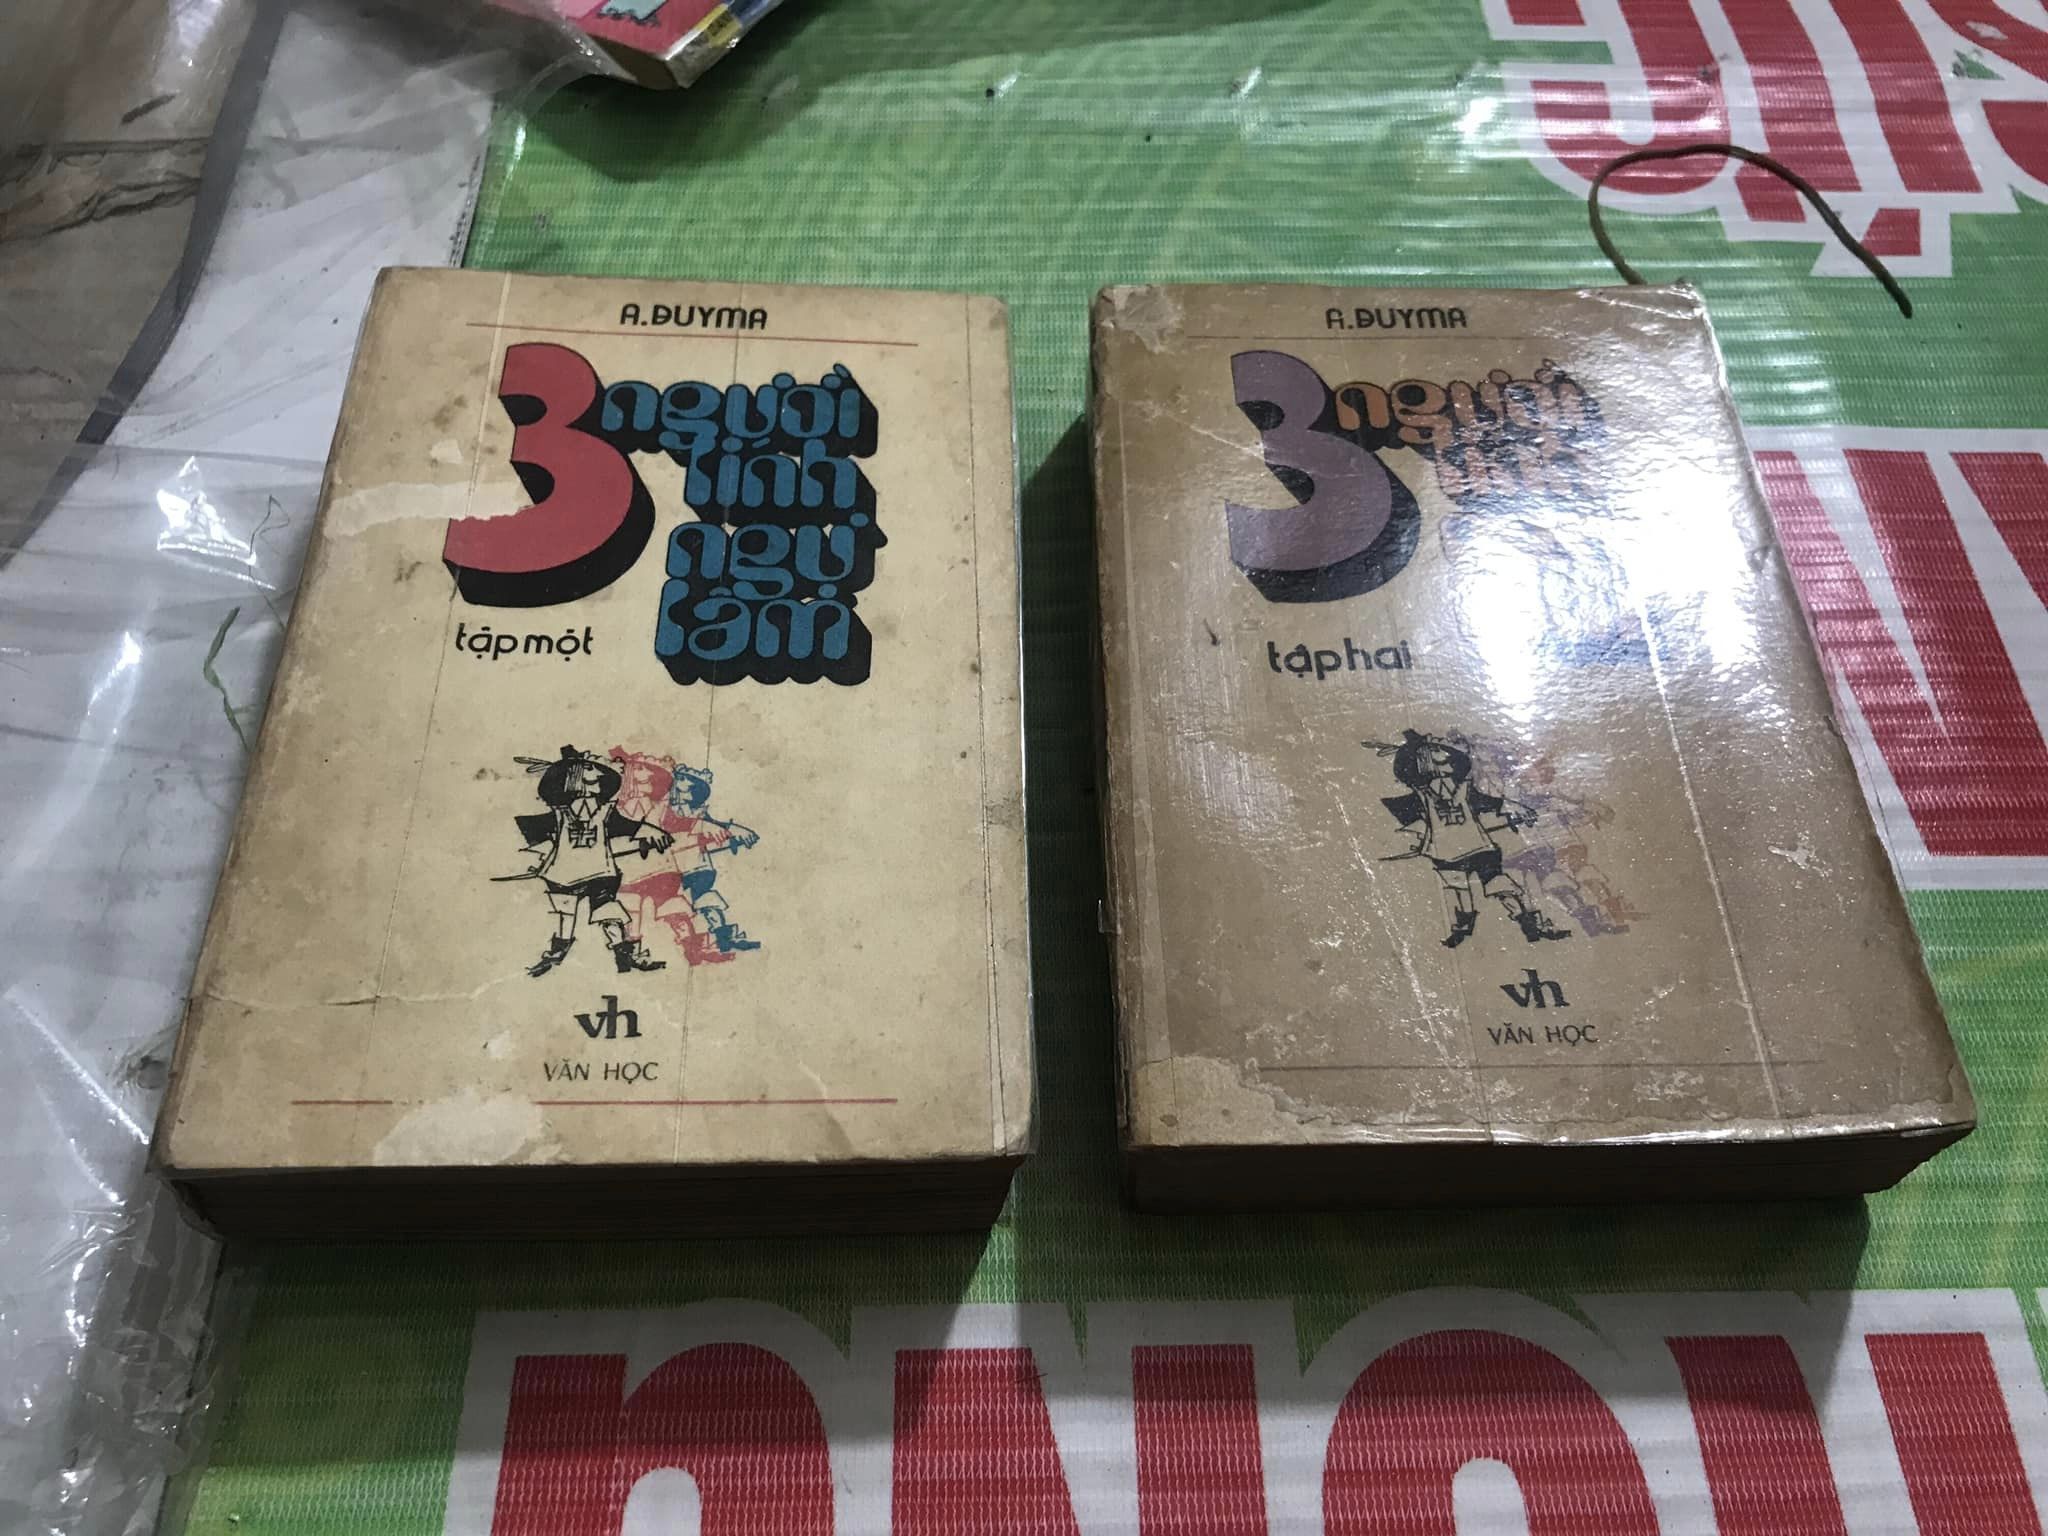 A.ĐUYMA
3 người
lính
ngự
lâm
tập một
vh
VĂN HỌC
A.ĐUYMA
3 người
tập hai
vh
VĂN HỌC